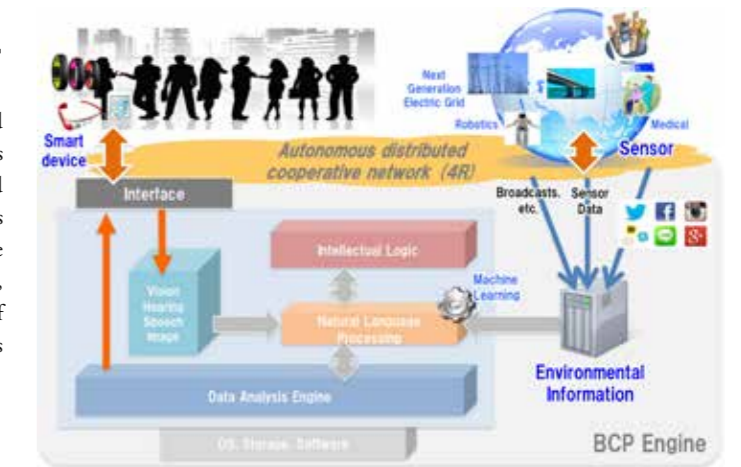 Next
Generation
Electric Grid
Robotics
Medical
Smart
device
Sensor
Autonomous distributed
cooperative network (4R)
Interface
Broadcasts.
etc.
Sensor
Data
Intellectual Logic
Machine
Learning
Vision
Hearing
Speech
Image
Natural Language
Processing
Environmental
Information
Data Analysis Engine
BCP Engine
OS, Storage, Software